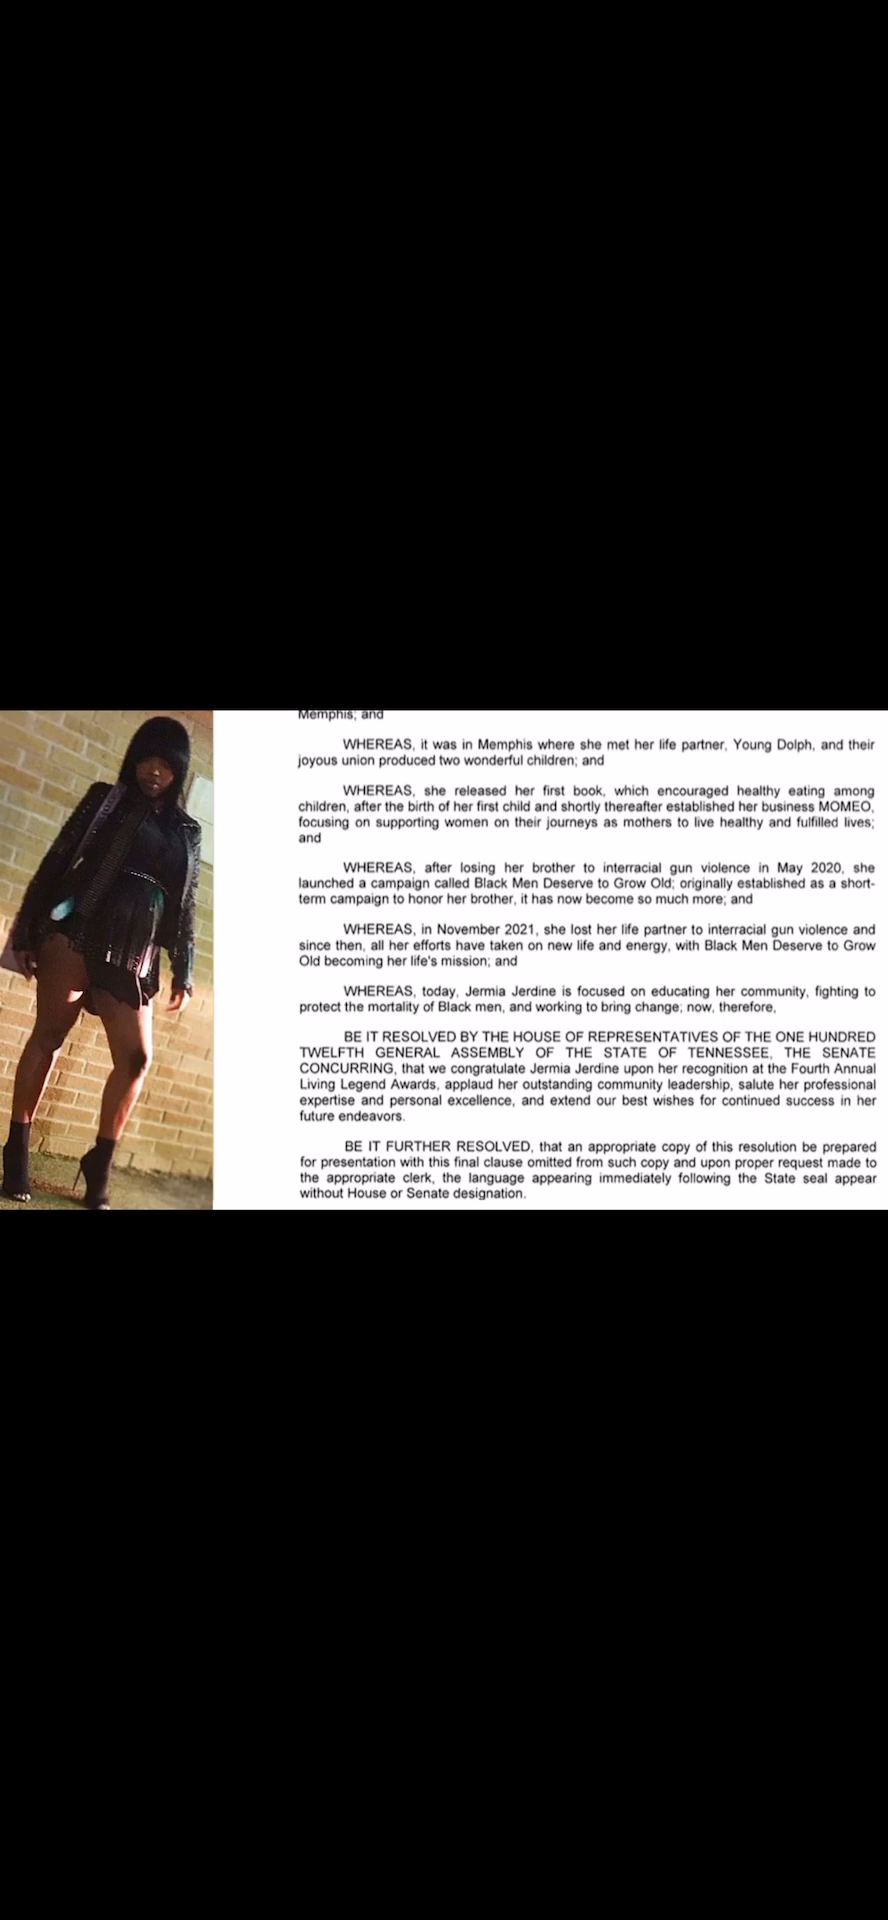 Memphis; and
WHEREAS, it was in Memphis where she met her life partner, Young Dolph, and their
joyous union produced two wonderful children; and
WHEREAS, she released her first book, which encouraged healthy eating among
children, after the birth of her first child and shortly thereafter established her business MOMEO,
focusing on supporting women on their journeys as mothers to live healthy and fulfilled lives;
and
WHEREAS, after losing her brother to interracial gun violence in May 2020, she
launched a campaign called Black Men Deserve to Grow Old; originally established as a short-
term campaign to honor her brother, it has now become so much more; and
WHEREAS, in November 2021, she lost her life partner to interracial gun violence and
since then, all her efforts have taken on new life and energy, with Black Men Deserve to Grow
Old becoming her life's mission; and
WHEREAS, today, Jermia Jerdine is focused on educating her community, fighting to
protect the mortality of Black men, and working to bring change; now, therefore,
BE IT RESOLVED BY THE HOUSE OF REPRESENTATIVES OF THE ONE HUNDRED
TWELFTH GENERAL ASSEMBLY OF THE STATE OF TENNESSEE, THE SENATE
CONCURRING, that we congratulate Jermia Jerdine upon her recognition at the Fourth Annual
Living Legend Awards, applaud her outstanding community leadership, salute her professional
expertise and personal excellence, and extend our best wishes for continued success in her
future endeavors.
BE IT FURTHER RESOLVED, that an appropriate copy of this resolution be prepared
for presentation with this final clause omitted from such copy and upon proper request made to
the appropriate clerk, the language appearing immediately following the State seal appear
without House or Senate designation.